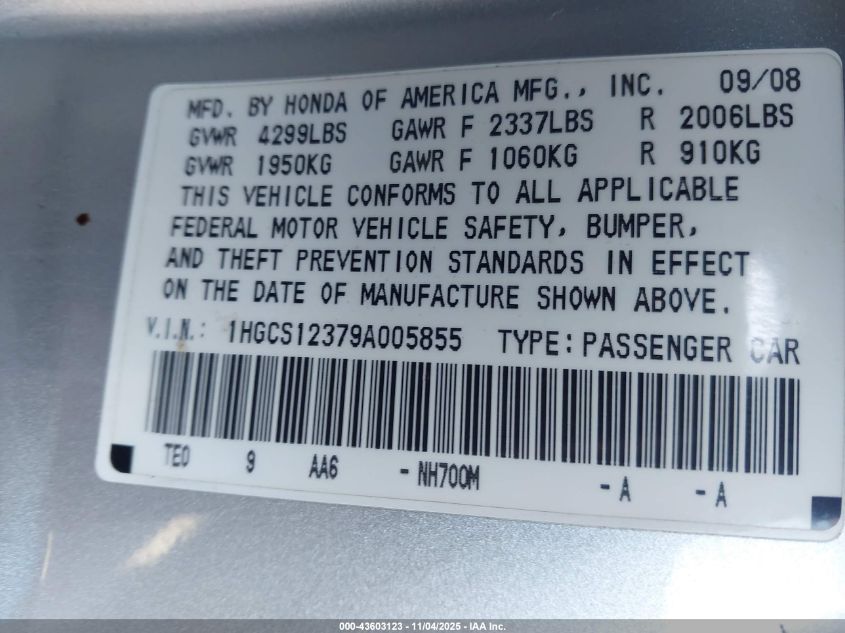 MFD. BY HONDA OF AMERICA MFG., INC. 09/08
GVWR 4299LBS GAWR F 2337LBS R 2006LBS
GVWR 1950KG GAWR F 1060KG R 910KG
THIS VEHICLE CONFORMS TO ALL APPLICABLE
FEDERAL MOTOR VEHICLE SAFETY, BUMPER,
AND THEFT PREVENTION STANDARDS IN EFFECT
ON THE DATE OF MANUFACTURE SHOWN ABOVE.
V.I.N.: 1HGCS12379A005855 TYPE: PASSENGER CAR
TE0 9 AA6 - NH700M - A - A
000-43603123 - 11/04/2025 - IAA Inc.